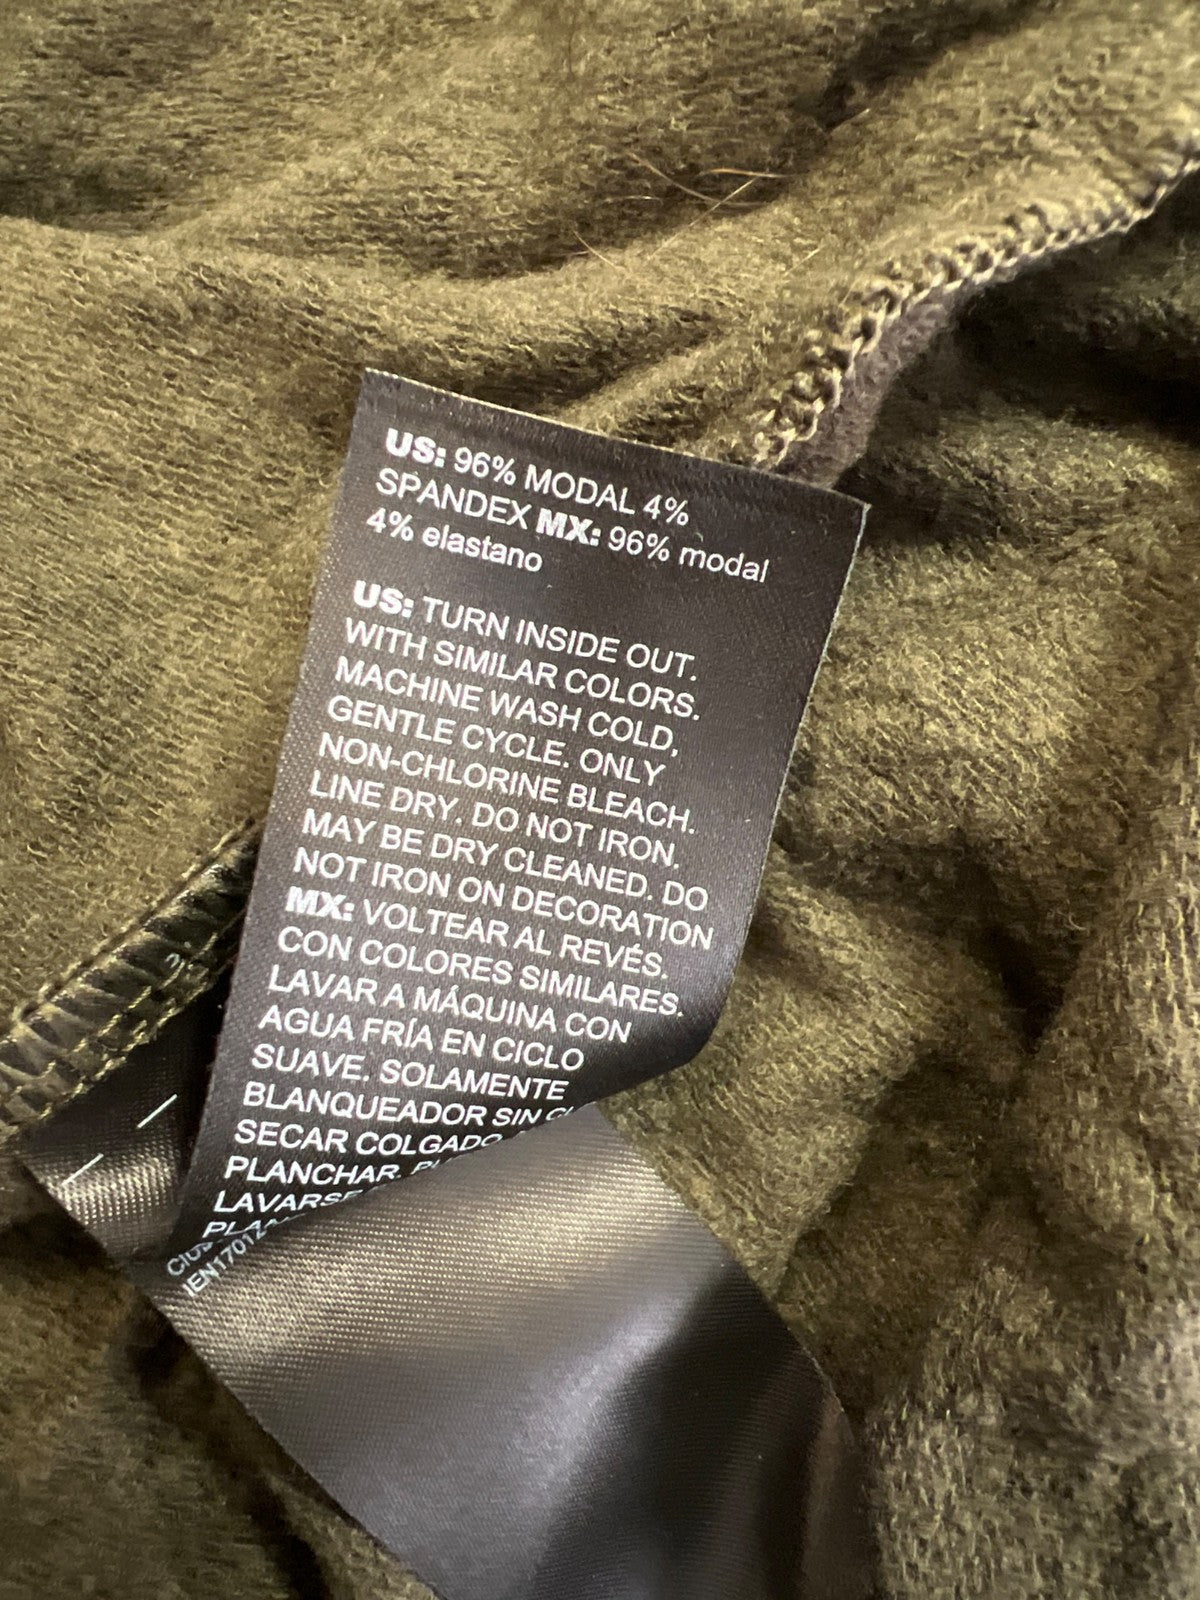 US: 96% MODAL 4%
SPANDEX MX: 96% modal
4% elastano
US: TURN INSIDE OUT.
WITH SIMILAR COLORS.
MACHINE WASH COLD,
GENTLE CYCLE. ONLY
NON-CHLORINE BLEACH.
LINE DRY. DO NOT IRON.
MAY BE DRY CLEANED. DO
NOT IRON ON DECORATION
MX: VOLTEAR AL REVÉS.
CON COLORES SIMILARES.
LAVAR A MÁQUINA CON
AGUA FRÍA EN CICLO
SUAVE. SOLAMENTE
BLANQUEADOR SIN
SECAR COLGADO
PLANCHAR.